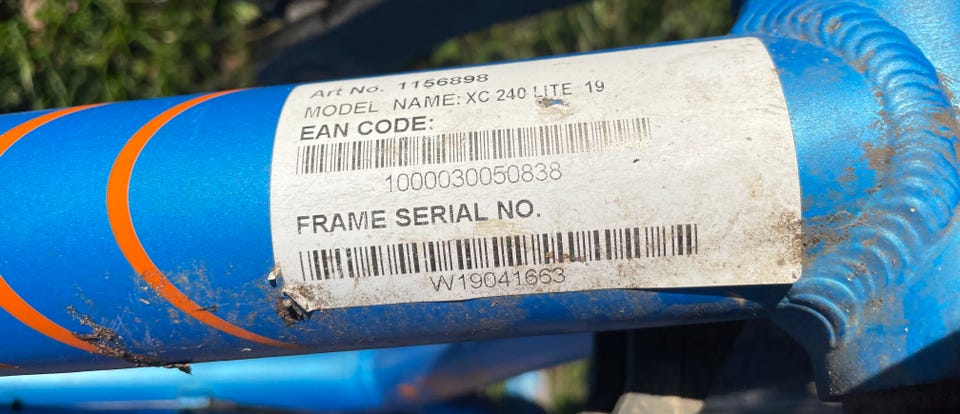 Art No. 1156898
MODEL NAME: XC 240 LITE 19
EAN CODE:
1000030050838
FRAME SERIAL NO.
W19041663